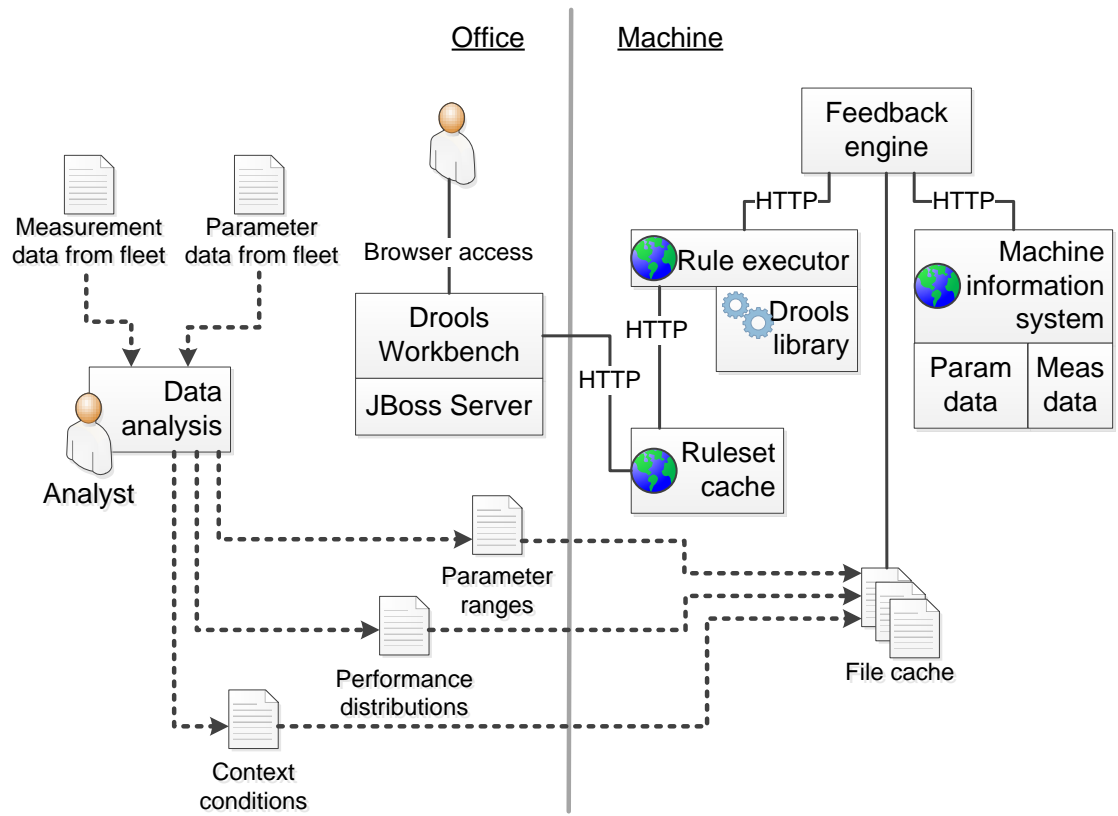 Office
Machine
Feedback
engine
HTTP
HTTP
Measurement
data from fleet
Parameter
data from fleet
Browser access
Rule executor
Drools
library
Machine
information
system
Param
data
Meas
data
Drools
Workbench
JBoss Server
HTTP
HTTP
Data
analysis
Analyst
Ruleset
cache
Parameter
ranges
Performance
distributions
Context
conditions
File cache